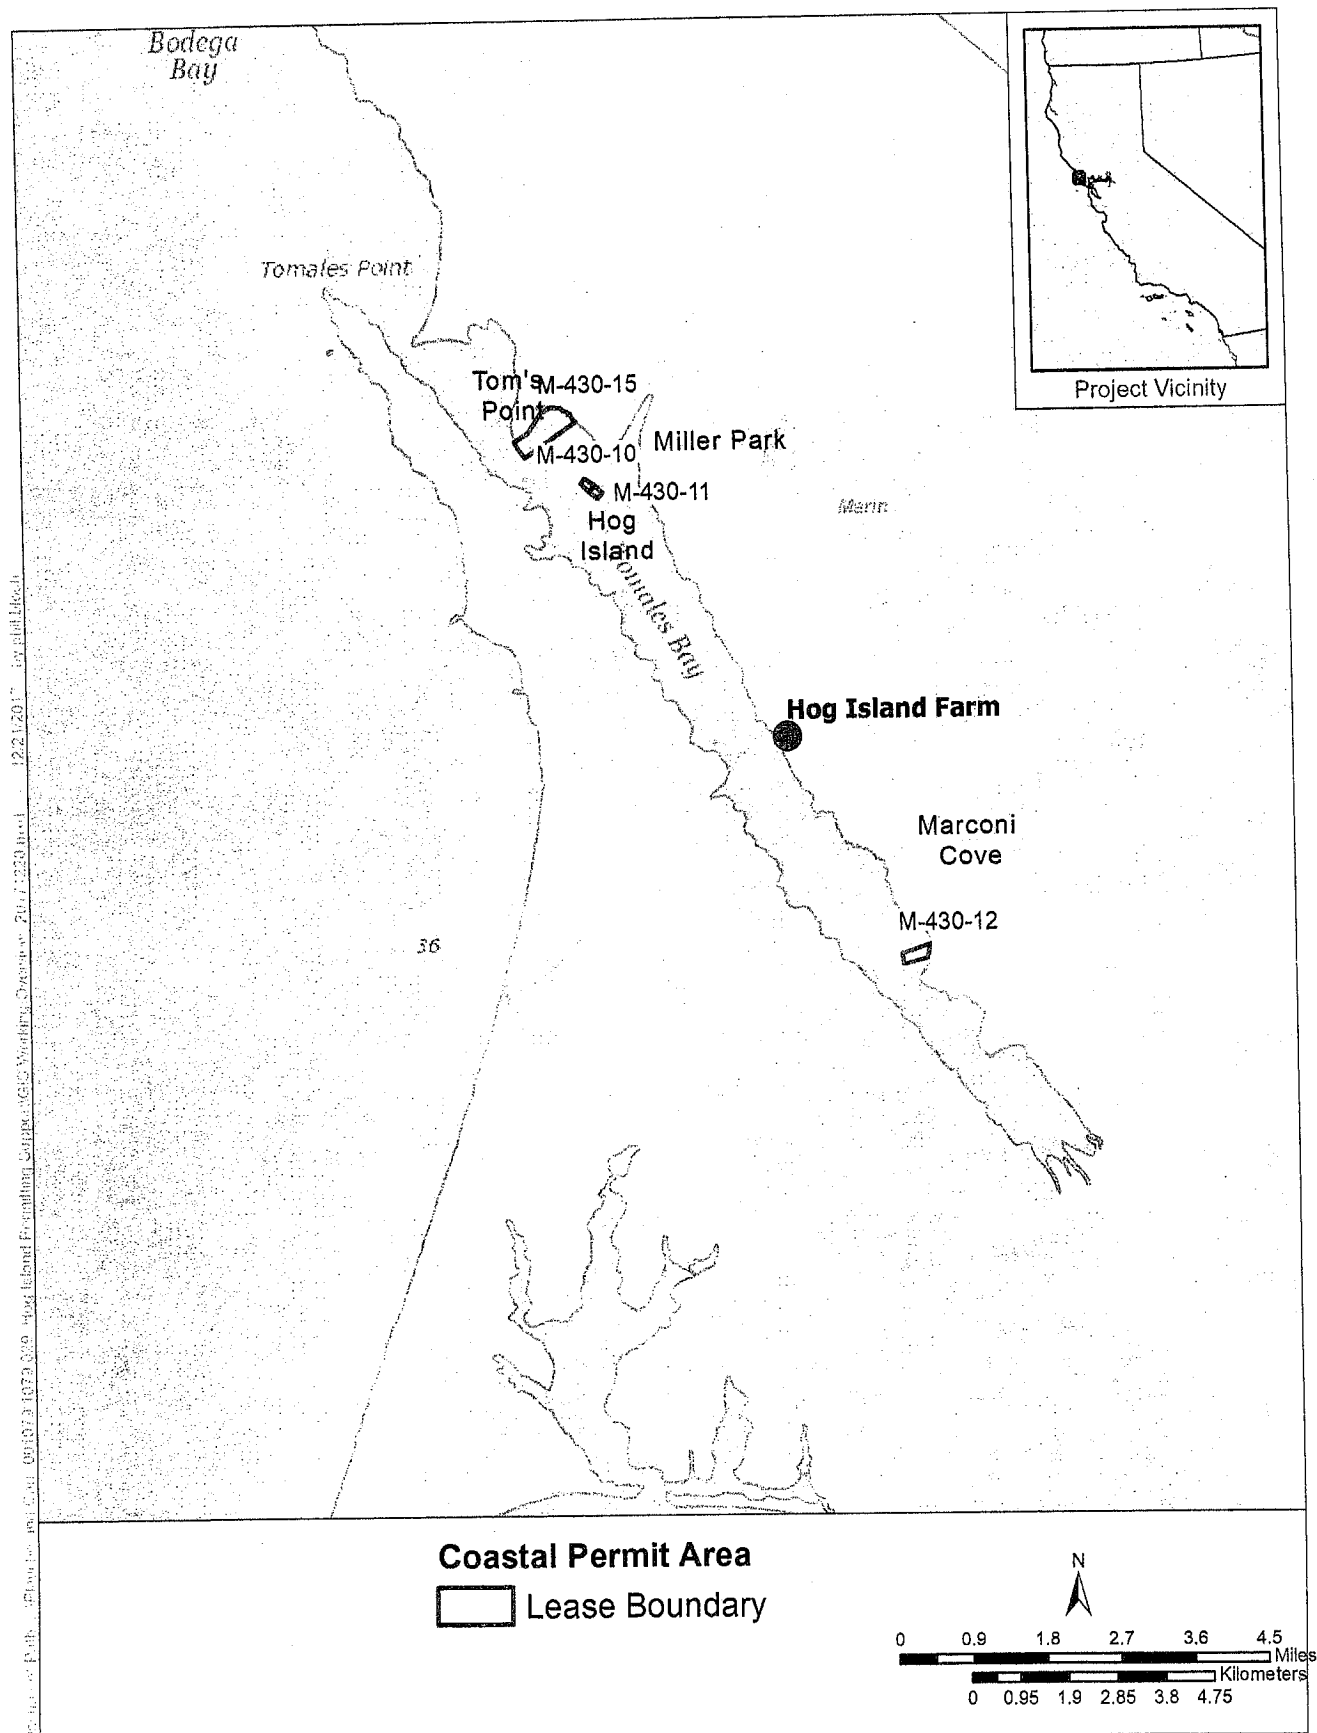 Bodega
Bay
Project Vicinity
Tomales Point
Tom's
Point
M-430-15
M-430-10
Miller Park
M-430-11
Hog
Island
Marin
Tomales Bay
Hog Island Farm
Marconi
Cove
M-430-12
36
Coastal Permit Area
Lease Boundary
N
0 0.9 1.8 2.7 3.6 4.5
Miles
Kilometers
0 0.95 1.9 2.85 3.8 4.75